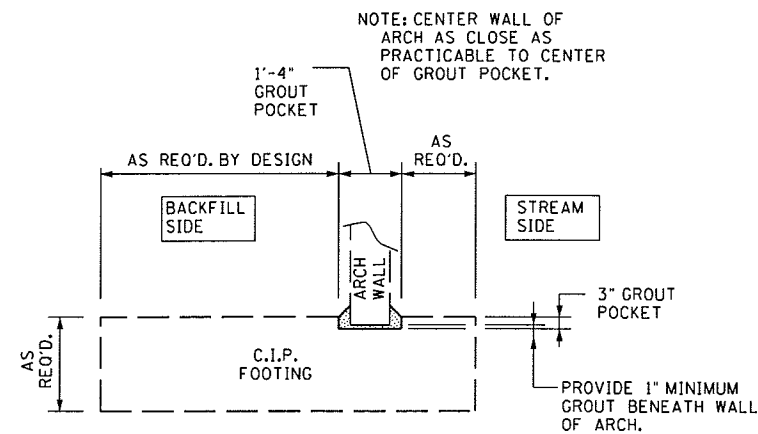 NOTE: CENTER WALL OF
ARCH AS CLOSE AS
PRACTICABLE TO CENTER
OF GROUT POCKET.
1'-4"
GROUT
POCKET
AS REQ'D. BY DESIGN
AS
REQ'D.
BACKFILL
SIDE
STREAM
SIDE
ARCH
WALL
3" GROUT
POCKET
AS
REQ'D.
C.I.P.
FOOTING
PROVIDE 1" MINIMUM
GROUT BENEATH WALL
OF ARCH.